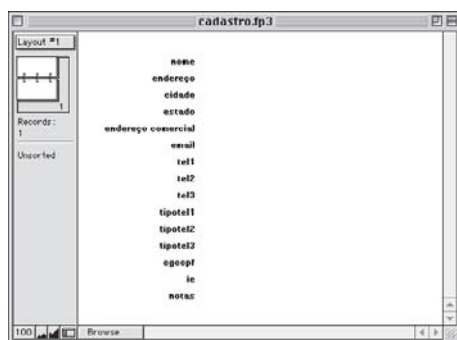 cadastro.fp3
Layout #1
1
Records:
1
Unsorted
nome
endereço
cidade
estado
endereço comercial
email
tel1
tel2
tel3
tipotel1
tipotel2
tipotel3
cgccpf
ie
notas
100
Browse